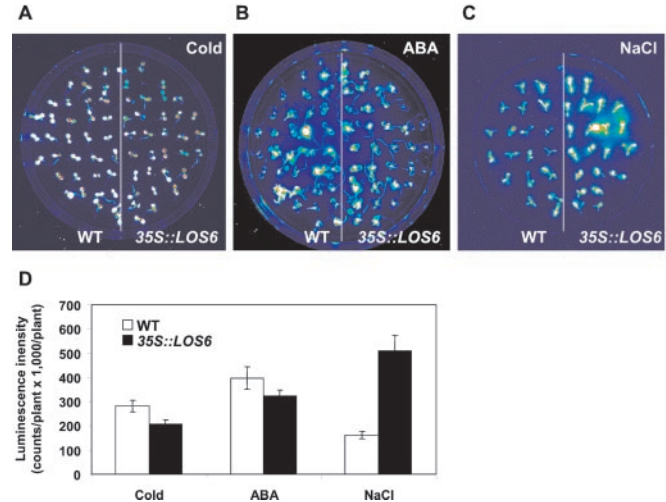 A
Cold
WT
35S::LOS6
B
ABA
WT
35S::LOS6
C
NaCl
WT
35S::LOS6
D
Luminescence inensity
(counts/plant x 1,000/plant)
700
600
500
400
300
200
100
0
WT
35S::LOS6
Cold
ABA
NaCl